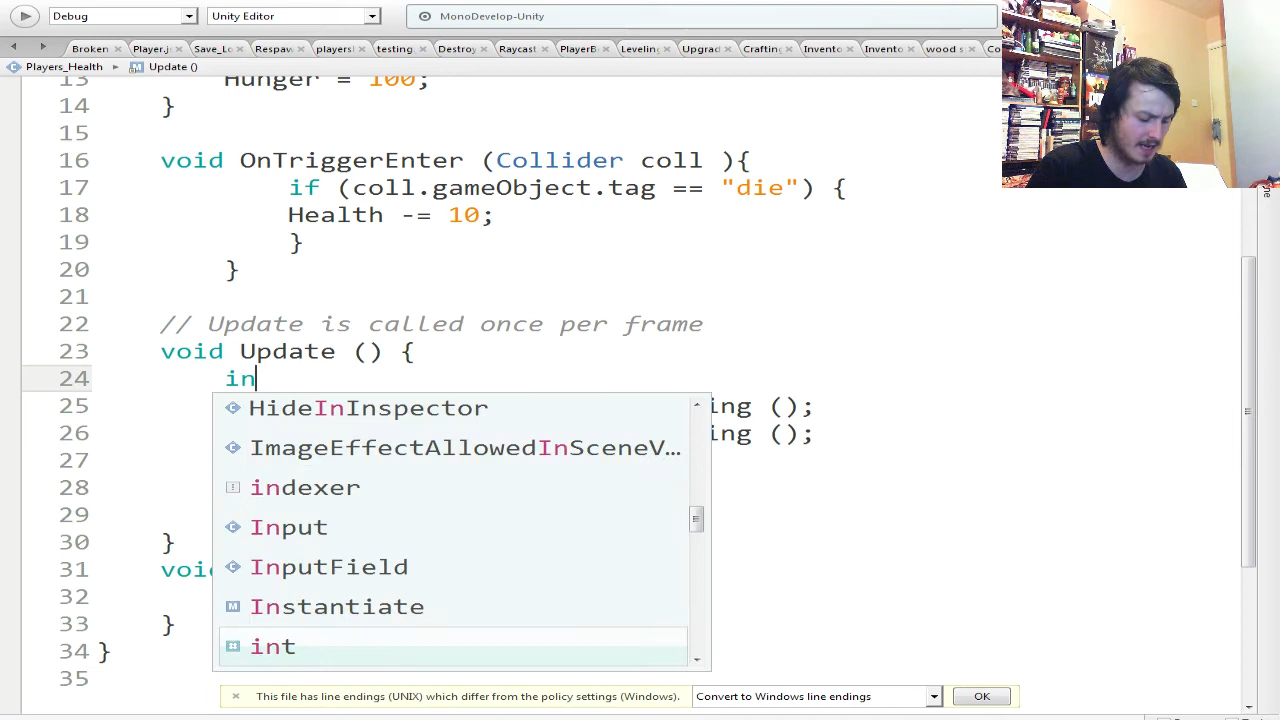 Debug Unity Editor MonoDevelop-Unity
Broken Player.j Save_Lo Respaw players testing. Destroy Raycast PlayerB Leveling Upgrad Crafting Invento Invento wood s Co
Players_Health Update ()
13 Hunger = 100;
14 }
15
16 void OnTriggerEnter (Collider coll ){
17 if (coll.gameObject.tag == "die") {
18 Health -= 10;
19 }
20 }
21
22 // Update is called once per frame
23 void Update () {
24 in
25 ing ();
26 ing ();
27
28
29
30 }
31 voi
32
33 }
34 }
35
HideInInspector
ImageEffectAllowedInSceneV...
indexer
Input
InputField
Instantiate
int
This file has line endings (UNIX) which differ from the policy settings (Windows). Convert to Windows line endings OK